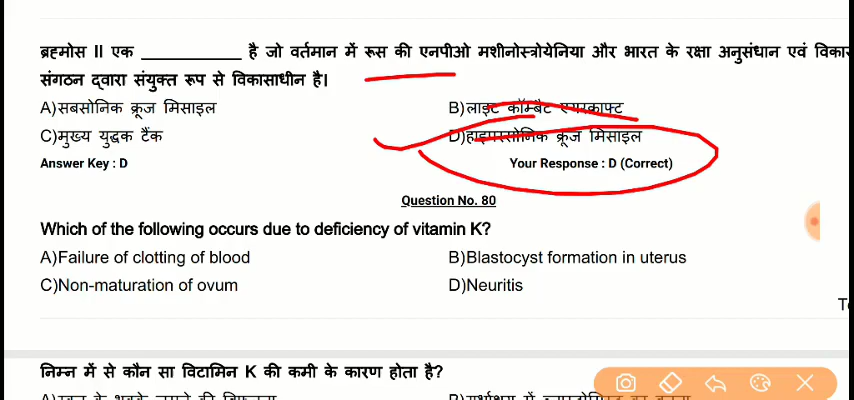 ब्रह्मोस II एक ____________ है जो वर्तमान में रूस की एनपीओ मशीनोस्त्रोयेनिया और भारत के रक्षा अनुसंधान एवं विकास
संगठन द्वारा संयुक्त रूप से विकासाधीन है।
A)सबसोनिक क्रूज मिसाइल B)लाइट कॉम्बैट एयरक्राफ्ट
C)मुख्य युद्धक टैंक D)हाइपरसोनिक क्रूज मिसाइल
Answer Key : D Your Response : D (Correct)
Question No. 80
Which of the following occurs due to deficiency of vitamin K?
A)Failure of clotting of blood B)Blastocyst formation in uterus
C)Non-maturation of ovum D)Neuritis
निम्न में से कौन सा विटामिन K की कमी के कारण होता है?